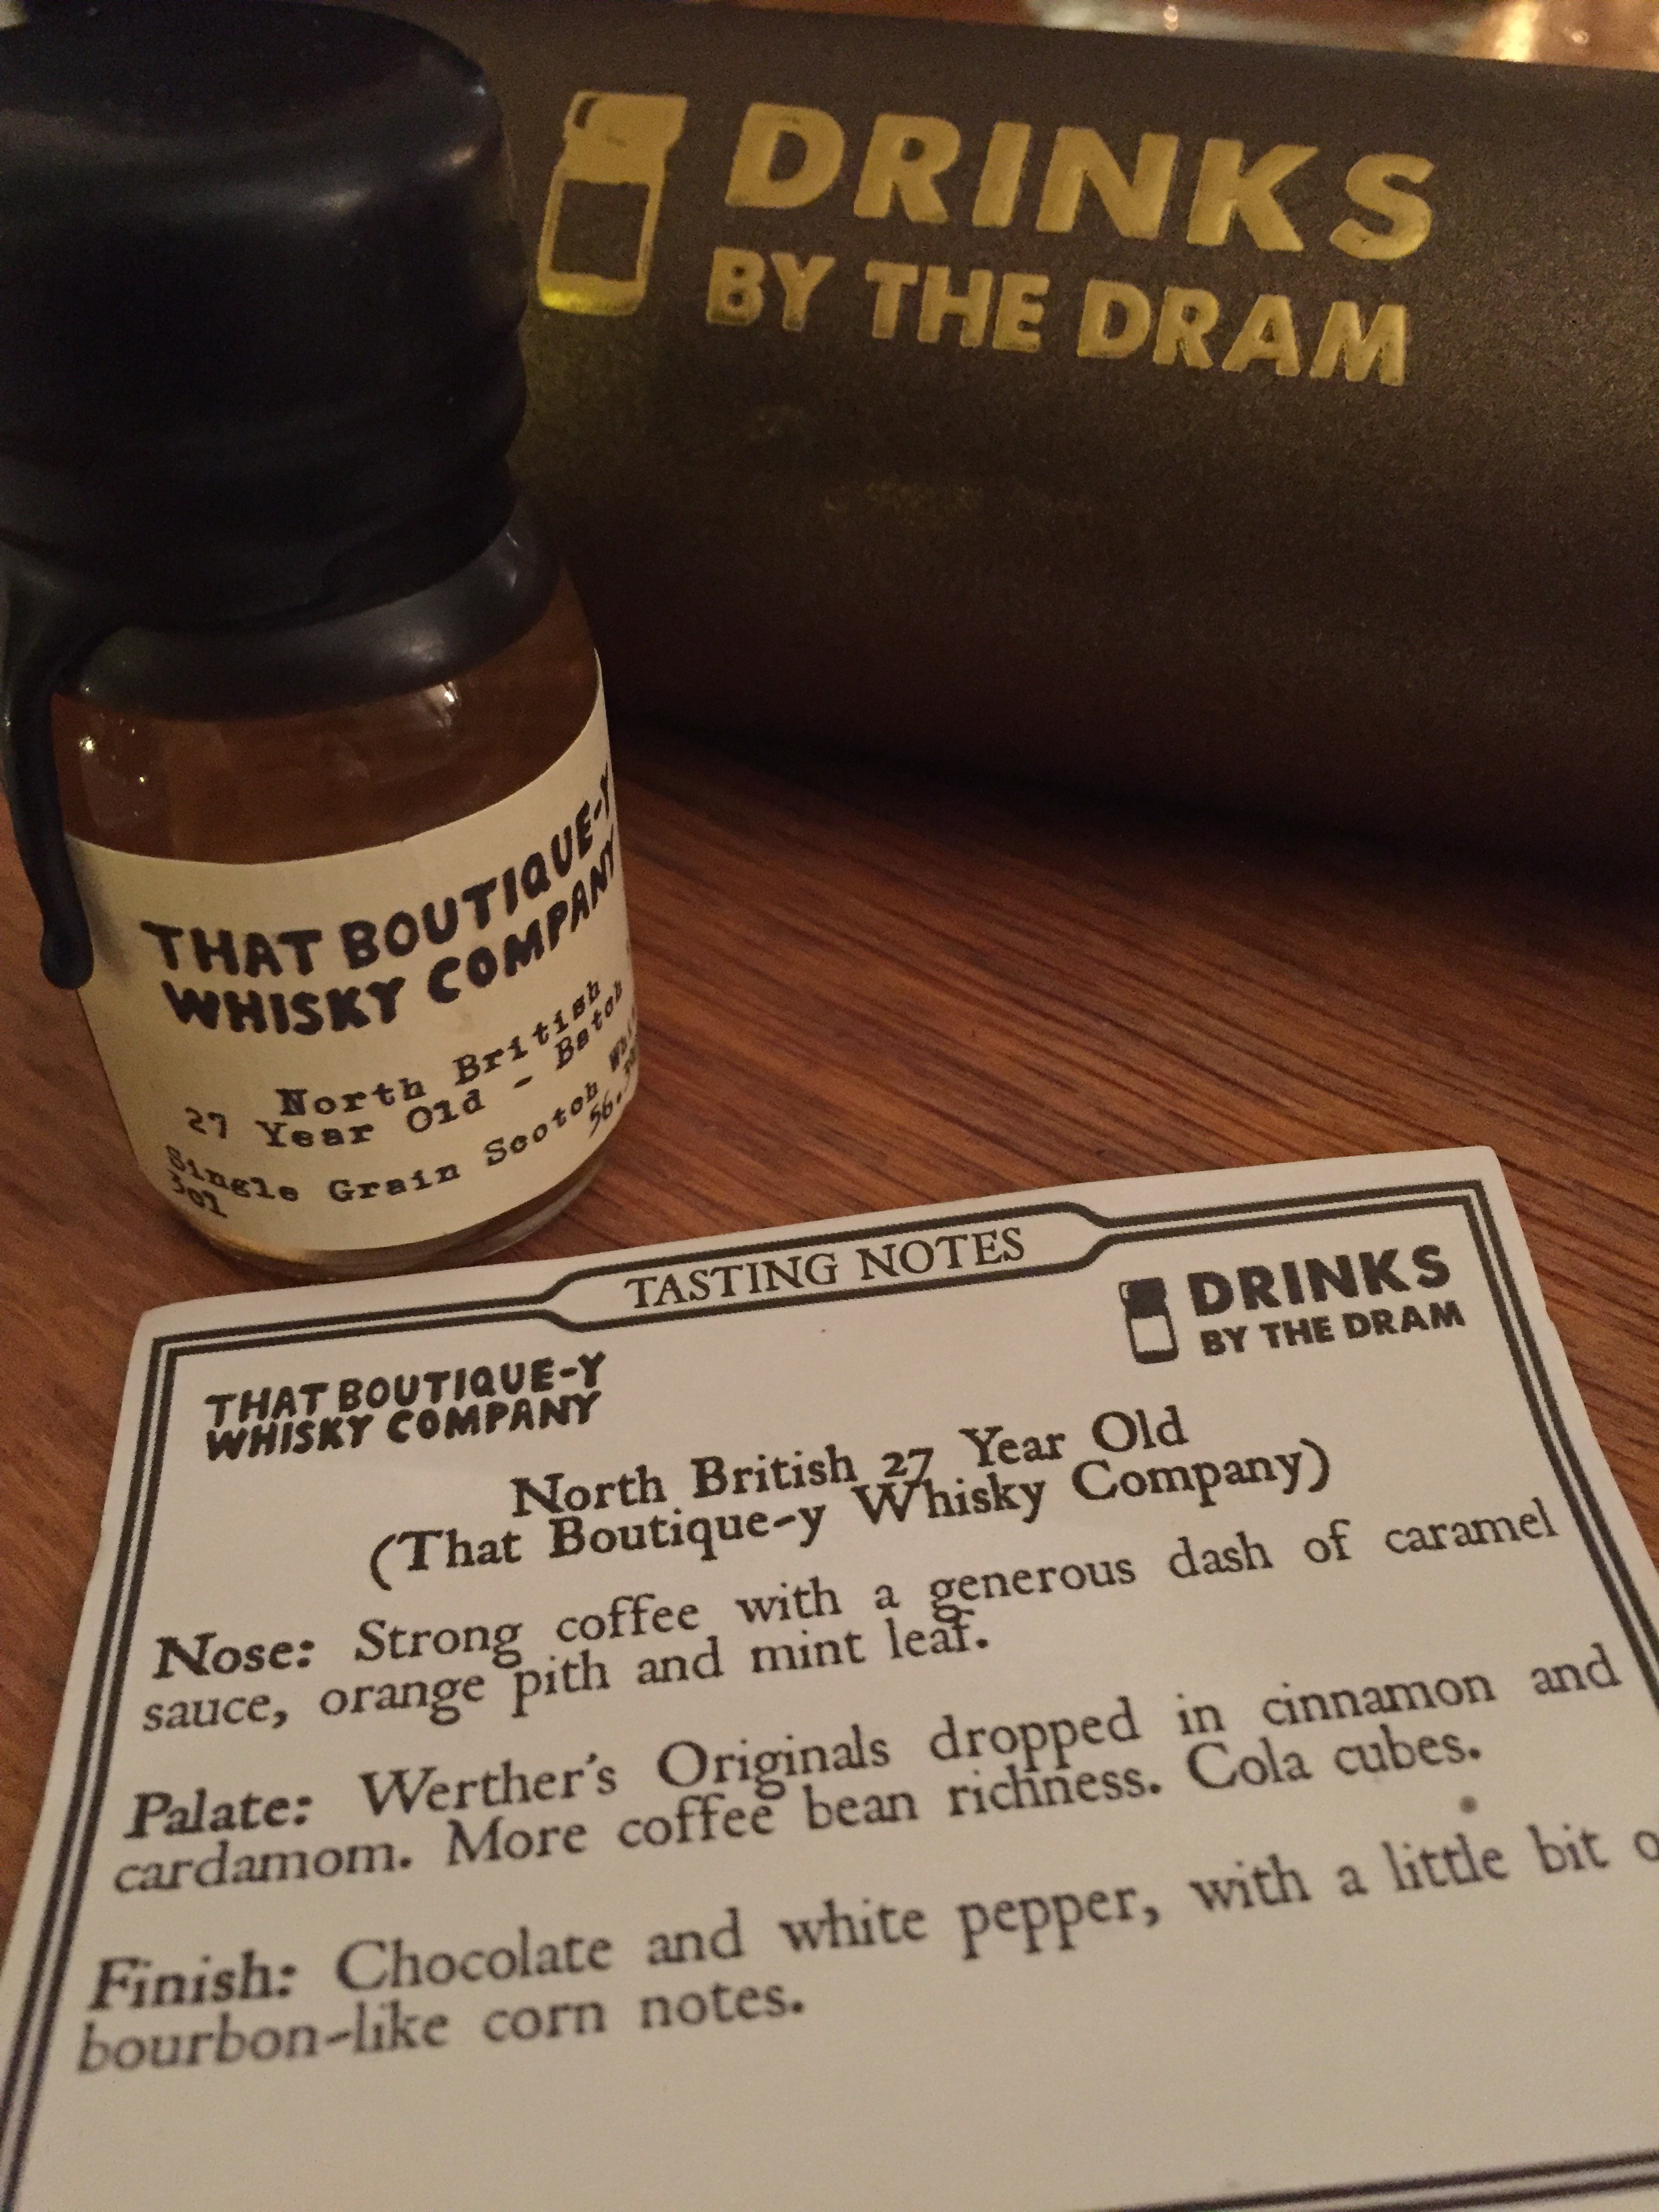 DRINKS
BY THE DRAM
THAT BOUTIQUE-Y
WHISKY COMPANY
North British
27 Year Old - Batch
Single Grain Scotch
TASTING NOTES
THAT BOUTIQUE-Y
WHISKY COMPANY
DRINKS
BY THE DRAM
North British 27 Year Old
(That Boutique-y Whisky Company)
Nose: Strong coffee with a generous dash of caramel
sauce, orange pith and mint leaf.
Palate: Werther's Originals dropped in cinnamon and
cardamom. More coffee bean richness. Cola cubes.
Finish: Chocolate and white pepper, with a little bit
bourbon-like corn notes.